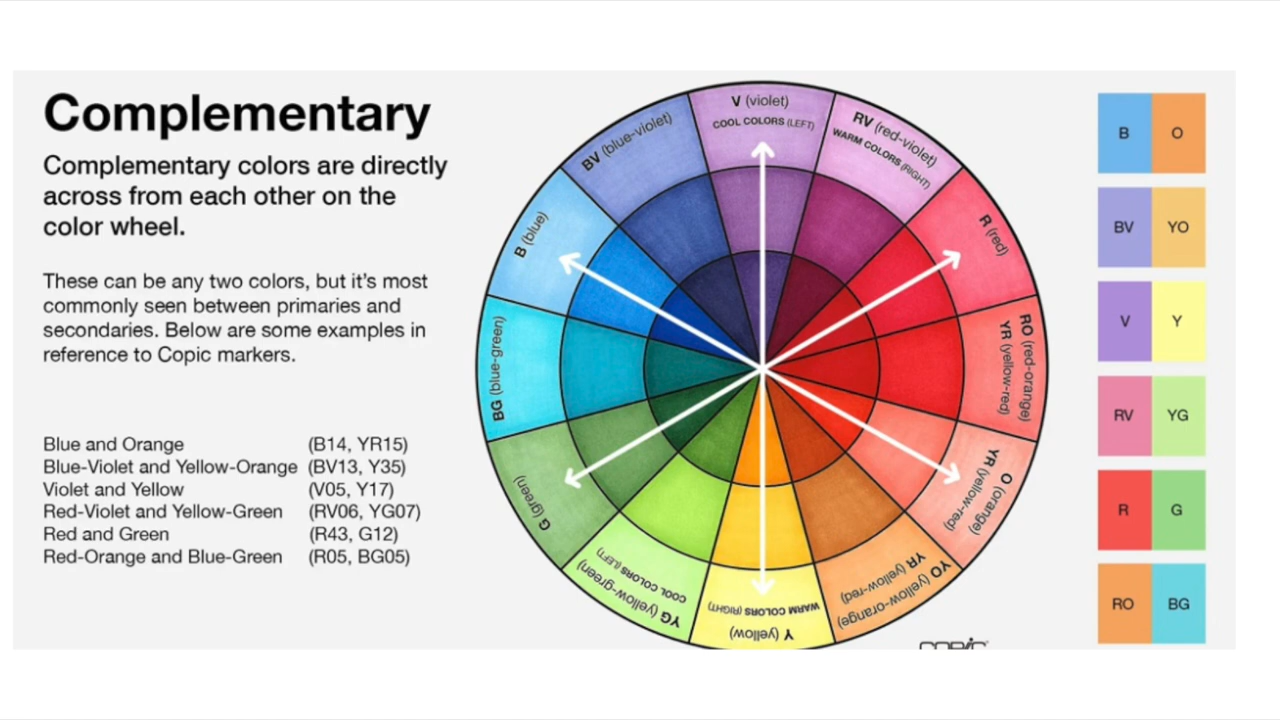 Complementary
Complementary colors are directly
across from each other on the
color wheel.
These can be any two colors, but it's most
commonly seen between primaries and
secondaries. Below are some examples in
reference to Copic markers.
Blue and Orange (B14, YR15)
Blue-Violet and Yellow-Orange (BV13, Y35)
Violet and Yellow (V05, Y17)
Red-Violet and Yellow-Green (RV06, YG07)
Red and Green (R43, G12)
Red-Orange and Blue-Green (R05, BG05)
V (violet)
COOL COLORS (LEFT)
RV (red-violet)
WARM COLORS (RIGHT)
R (red)
RO (red-orange)
YR (yellow-red)
O (orange)
YR (yellow-red)
YO (yellow-orange)
YR (yellow-red)
Y (yellow)
WARM COLORS (RIGHT)
YG (yellow-green)
COOL COLORS (LEFT)
G (green)
BG (blue-green)
B (blue)
BV (blue-violet)
B O
BV YO
V Y
RV YG
R G
RO BG